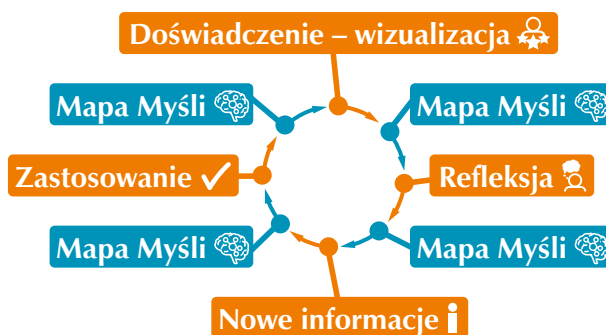 Doświadczenie – wizualizacja
Mapa Myśli
Mapa Myśli
Zastosowanie
Refleksja
Mapa Myśli
Mapa Myśli
Nowe informacje